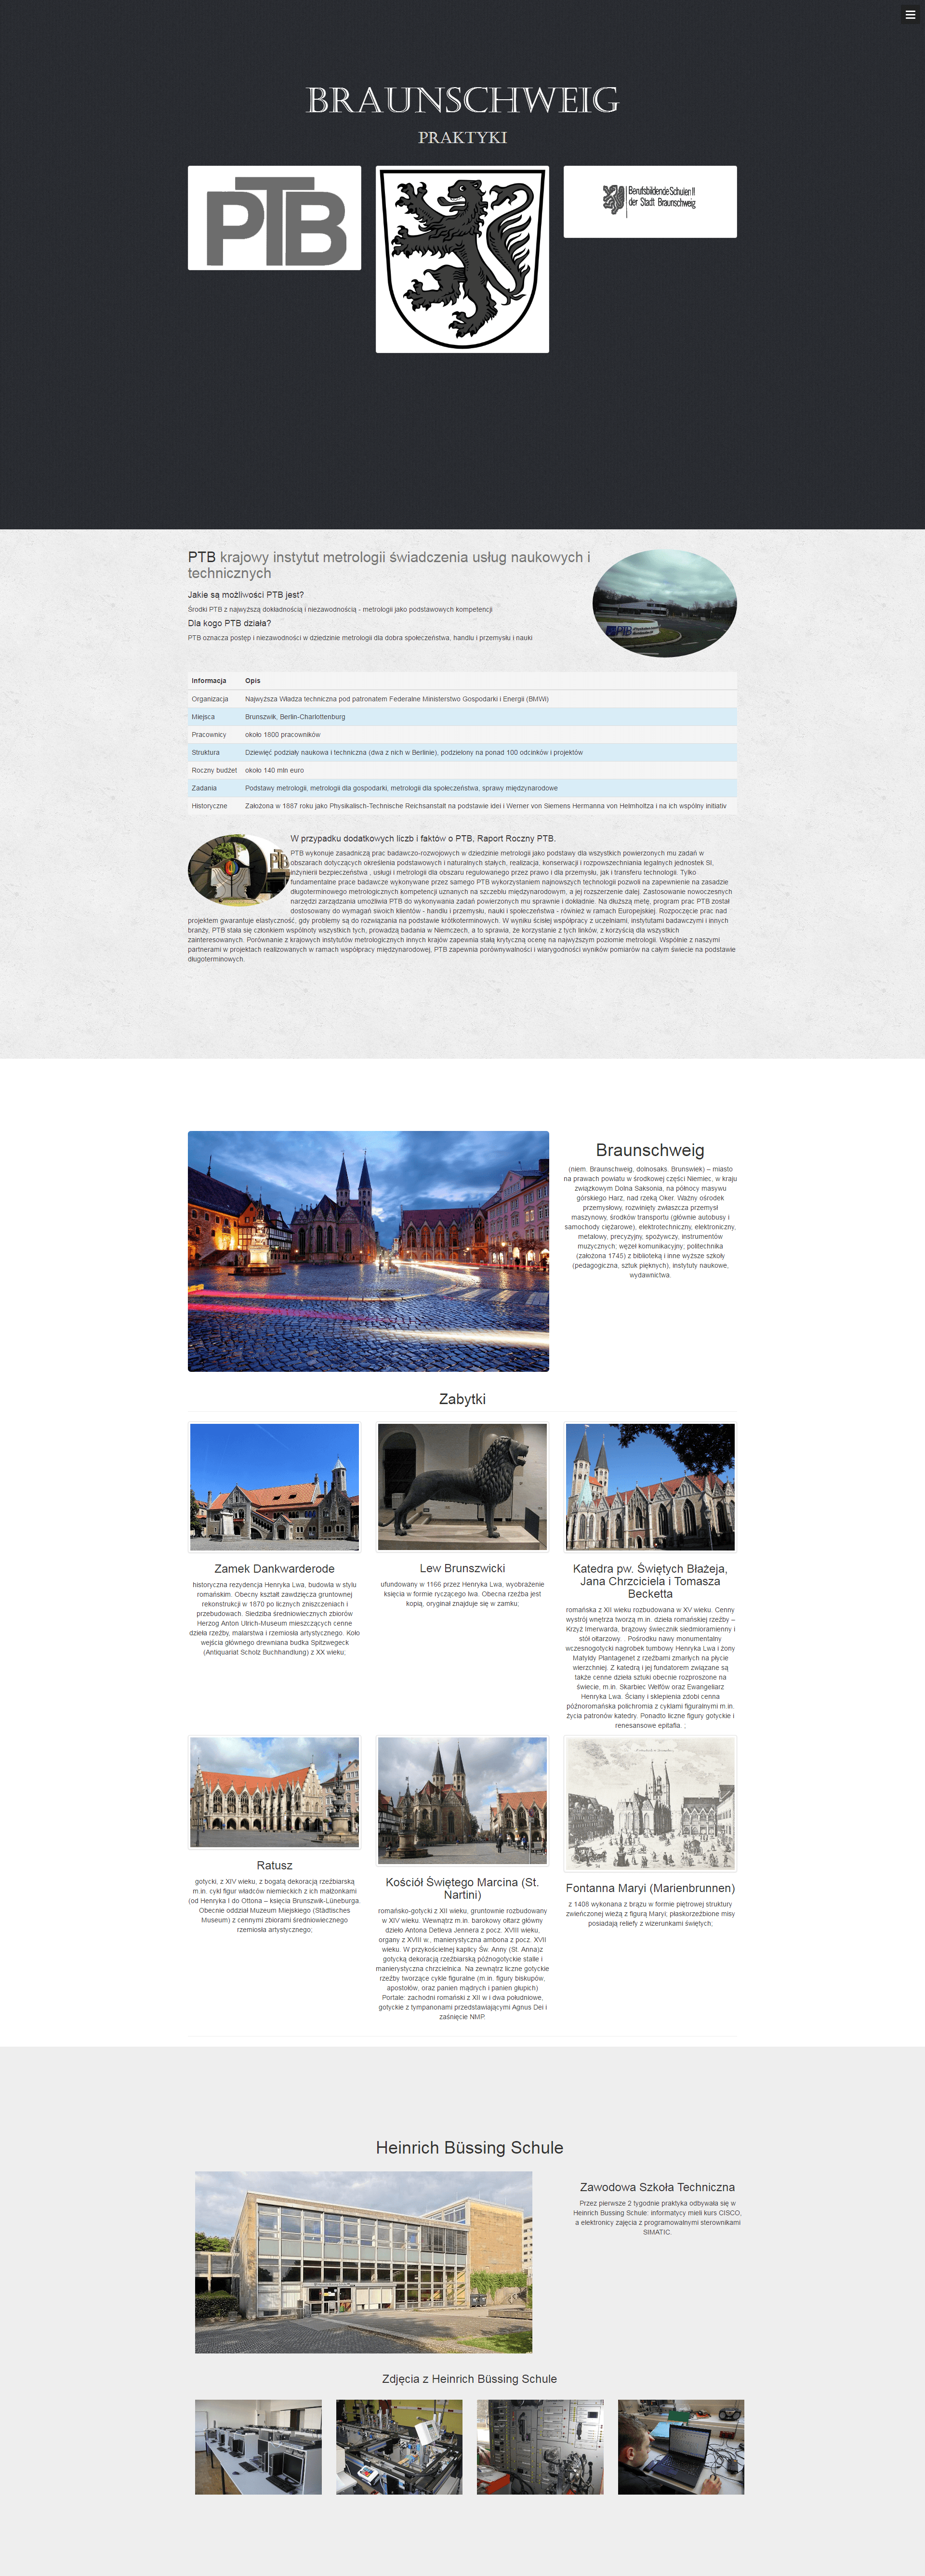 BRAUNSCHWEIG
PRAKTYKI
PTB
Berufsbildende Schulen II
der Stadt Braunschweig
PTB krajowy instytut metrologii świadczenia usług naukowych i
technicznych
Jakie są możliwości PTB jest?
Środki PTB z najwyższą dokładnością i niezawodnością - metrologii jako podstawowych kompetencji
Dla kogo PTB działa?
PTB oznacza postęp i niezawodności w dziedzinie metrologii dla dobra społeczeństwa, handlu i przemysłu i nauki
PTB
Informacja Opis
Organizacja Najwyższa Władza techniczna pod patronatem Federalne Ministerstwo Gospodarki i Energii (BMWi)
Miejsca Brunszwik, Berlin-Charlottenburg
Pracownicy około 1800 pracowników
Struktura Dziewięć podziały naukowa i techniczna (dwa z nich w Berlinie), podzielony na ponad 100 odcinków i projektów
Roczny budżet około 140 mln euro
Zadania Podstawy metrologii, metrologii dla gospodarki, metrologii dla społeczeństwa, sprawy międzynarodowe
Historyczne Założona w 1887 roku jako Physikalisch-Technische Reichsanstalt na podstawie idei i Werner von Siemens Hermanna von Helmholtza i na ich wspólny initiativ
PTB
W przypadku dodatkowych liczb i faktów o PTB, Raport Roczny PTB.
PTB wykonuje zasadniczą prac badawczo-rozwojowych w dziedzinie metrologii jako podstawy dla wszystkich powierzonych mu zadań w
obszarach dotyczących określenia podstawowych i naturalnych stałych, realizacja, konserwacji i rozpowszechniania legalnych jednostek SI,
inżynierii bezpieczeństwa , usługi i metrologii dla obszaru regulowanego przez prawo i dla przemysłu, jak i transferu technologii. Tylko
fundamentalne prace badawcze wykonywane przez samego PTB wykorzystaniem najnowszych technologii pozwoli na zapewnienie na zasadzie
długoterminowego metrologicznych kompetencji uznanych na szczeblu międzynarodowym, a jej rozszerzenie dalej. Zastosowanie nowoczesnych
narzędzi zarządzania umożliwia PTB do wykonywania zadań powierzonych mu sprawnie i dokładnie. Na dłuższą metę, program prac PTB został
dostosowany do wymagań swoich klientów - handlu i przemysłu, nauki i społeczeństwa - również w ramach Europejskiej. Rozpoczęcie prac nad
projektem gwarantuje elastyczność, gdy problemy są do rozwiązania na podstawie krótkoterminowych. W wyniku ścisłej współpracy z uczelniami, instytutami badawczymi i innych
branży, PTB stała się członkiem wspólnoty wszystkich tych, prowadzą badania w Niemczech, a to sprawia, że korzystanie z tych linków, z korzyścią dla wszystkich
zainteresowanych. Porównanie z krajowych instytutów metrologicznych innych krajów zapewnia stałą krytyczną ocenę na najwyższym poziomie metrologii. Wspólnie z naszymi
partnerami w projektach realizowanych w ramach współpracy międzynarodowej, PTB zapewnia porównywalności i wiarygodności wyników pomiarów na całym świecie na podstawie
długoterminowych.
Braunschweig
(niem. Braunschweig, dolnosaks. Brunswiek) – miasto
na prawach powiatu w środkowej części Niemiec, w kraju
związkowym Dolna Saksonia, na północy masywu
górskiego Harz, nad rzeką Oker. Ważny ośrodek
przemysłowy, rozwinięty zwłaszcza przemysł
maszynowy, środków transportu (głównie autobusy i
samochody ciężarowe), elektrotechniczny, elektroniczny,
metalowy, precyzyjny, spożywczy, instrumentów
muzycznych; węzeł komunikacyjny; politechnika
(założona 1745) z biblioteką i inne wyższe szkoły
(pedagogiczna, sztuk pięknych), instytuty naukowe,
wydawnictwa.
Zabytki
Zamek Dankwarderode
historyczna rezydencja Henryka Lwa, budowla w stylu
romańskim. Obecny kształt zawdzięcza gruntownej
rekonstrukcji w 1870 po licznych zniszczeniach i
przebudowach. Siedziba średniowiecznych zbiorów
Herzog Anton Ulrich-Museum mieszczących cenne
dzieła rzeźby, malarstwa i rzemiosła artystycznego. Koło
wejścia głównego drewniana budka Spitzwegeck
(Antiquariat Scholz Buchhandlung) z XX wieku;
Lew Brunszwicki
ufundowany w 1166 przez Henryka Lwa, wyobrażenie
księcia w formie ryczącego lwa. Obecna rzeźba jest
kopią, oryginał znajduje się w zamku;
Katedra pw. Świętych Błażeja,
Jana Chrzciciela i Tomasza
Becketta
romańska z XII wieku rozbudowana w XV wieku. Cenny
wystrój wnętrza tworzą m.in. dzieła romańskiej rzeźby –
Krzyż Imerwarda, brązowy świecznik siedmioramienny i
stół ołtarzowy. . Pośrodku nawy monumentalny
wczesnogotycki nagrobek tumbowy Henryka Lwa i żony
Matyldy Plantagenet z rzeźbami zmarłych na płycie
wierzchniej. Z katedrą i jej fundatorem związane są
także cenne dzieła sztuki obecnie rozproszone na
świecie, m.in. Skarbiec Welfów oraz Ewangeliarz
Henryka Lwa. Ściany i sklepienia zdobi cenna
późnoromańska polichromia z cyklami figuralnymi m.in.
życia patronów katedry. Ponadto liczne figury gotyckie i
renesansowe epitafia. ;
Ratusz
gotycki, z XIV wieku, z bogatą dekoracją rzeźbiarską
m.in. cykl figur władców niemieckich z ich małżonkami
(od Henryka I do Ottona – księcia Brunszwik-Lüneburga.
Obecnie oddział Muzeum Miejskiego (Städtisches
Museum) z cennymi zbiorami średniowiecznego
rzemiosła artystycznego;
Kościół Świętego Marcina (St.
Nartini)
romańsko-gotycki z XII wieku, gruntownie rozbudowany
w XIV wieku. Wewnątrz m.in. barokowy ołtarz główny
dzieło Antona Detleva Jennera z pocz. XVIII wieku,
organy z XVIII w., manierystyczna ambona z pocz. XVII
wieku. W przykościelnej kaplicy Św. Anny (St. Anna)z
gotycką dekoracją rzeźbiarską późnogotyckie stalle i
manierystyczna chrzcielnica. Na zewnątrz liczne gotyckie
rzeźby tworzące cykle figuralne (m.in. figury biskupów,
apostołów, oraz panien mądrych i panien głupich)
Portale: zachodni romański z XII w i dwa południowe,
gotyckie z tympanonami przedstawiającymi Agnus Dei i
zaśnięcie NMP.
Fontanna Maryi (Marienbrunnen)
z 1408 wykonana z brązu w formie piętrowej struktury
zwieńczonej wieżą z figurą Maryi; płaskorzeźbione misy
posiadają reliefy z wizerunkami świętych;
Heinrich Büssing Schule
Zawodowa Szkoła Techniczna
Przez pierwsze 2 tygodnie praktyka odbywała się w
Heinrich Bussing Schule: informatycy mieli kurs CISCO,
a elektronicy zajęcia z programowalnymi sterownikami
SIMATIC.
Zdjęcia z Heinrich Büssing Schule